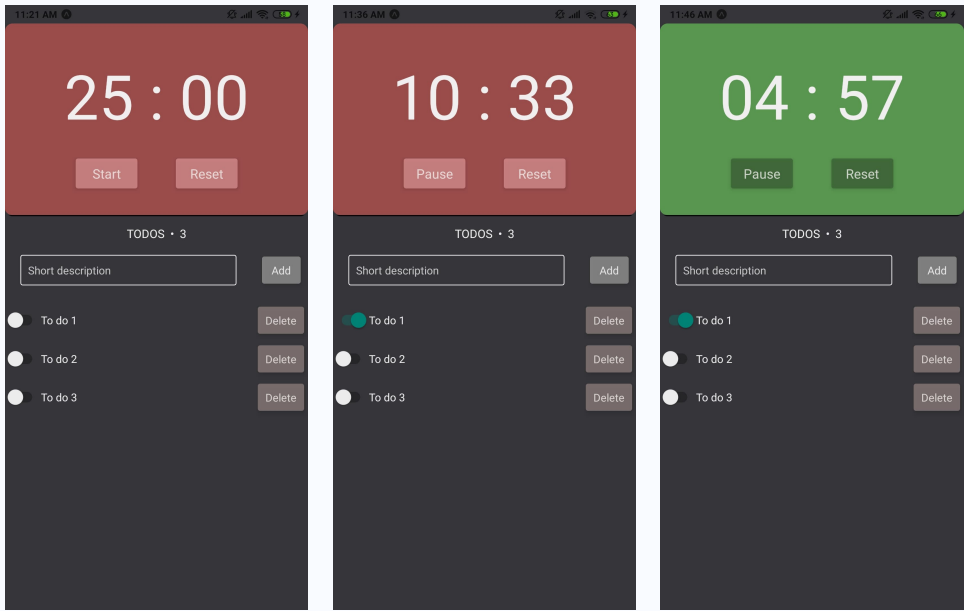 11:21 AM
25 : 00
Start Reset
TODOS • 3
Short description Add
To do 1 Delete
To do 2 Delete
To do 3 Delete
11:36 AM
10 : 33
Pause Reset
TODOS • 3
Short description Add
To do 1 Delete
To do 2 Delete
To do 3 Delete
11:46 AM
04 : 57
Pause Reset
TODOS • 3
Short description Add
To do 1 Delete
To do 2 Delete
To do 3 Delete